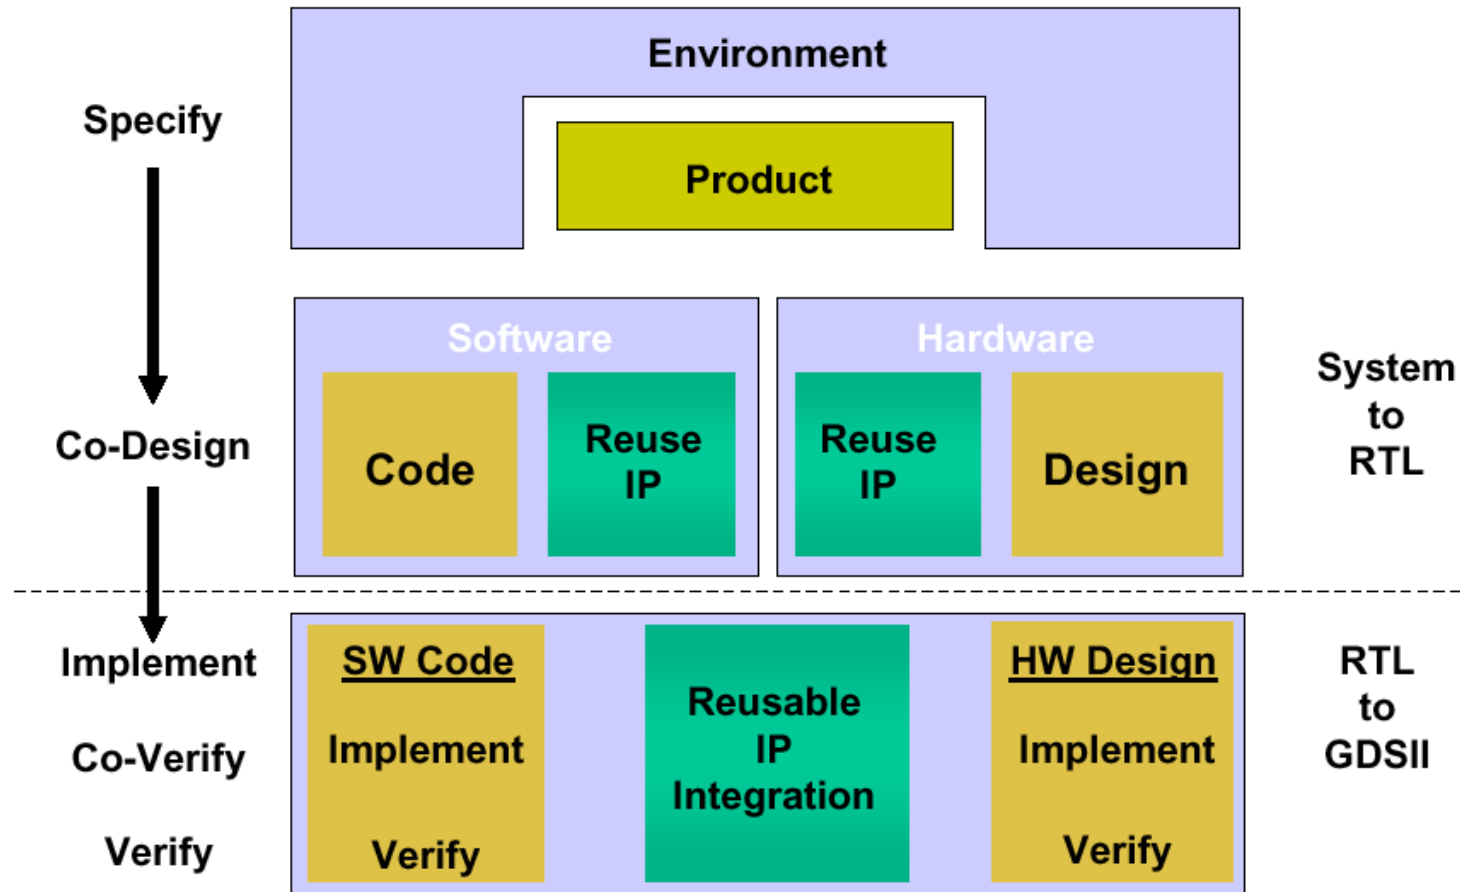 Environment
Specify
Product
Software
Hardware
System
to
RTL
Co-Design
Code
Reuse
IP
Reuse
IP
Design
Implement
Co-Verify
Verify
SW Code
Implement
Verify
Reusable
IP
Integration
HW Design
Implement
Verify
RTL
to
GDSII